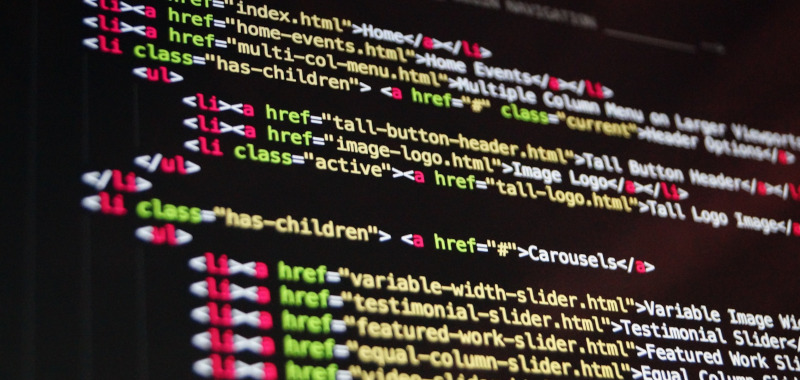 NAVIGATION
<li><a href="index.html">Home</a></li>
<li><a href="home-events.html">Home Events</a></li>
<li><a href="multi-col-menu.html">Multiple Column Menu on Larger Viewports
<li class="has-children"> <a href="#" class="current">Header Options</a>
<ul>
<li><a href="tall-button-header.html">Tall Button Header</a></l
<li><a href="image-logo.html">Image Logo</a></li>
<li class="active"><a href="tall-logo.html">Tall Logo Image</a
</ul>
</li>
<li class="has-children"> <a href="#">Carousels</a>
<ul>
<li><a href="variable-width-slider.html">Variable Image Wi
<li><a href="testimonial-slider.html">Testimonial Slider<
<li><a href="featured-work-slider.html">Featured Work Sli
<li><a href="equal-column-slider.html">Equal Column Slider
<li><a href="video-slider.html"